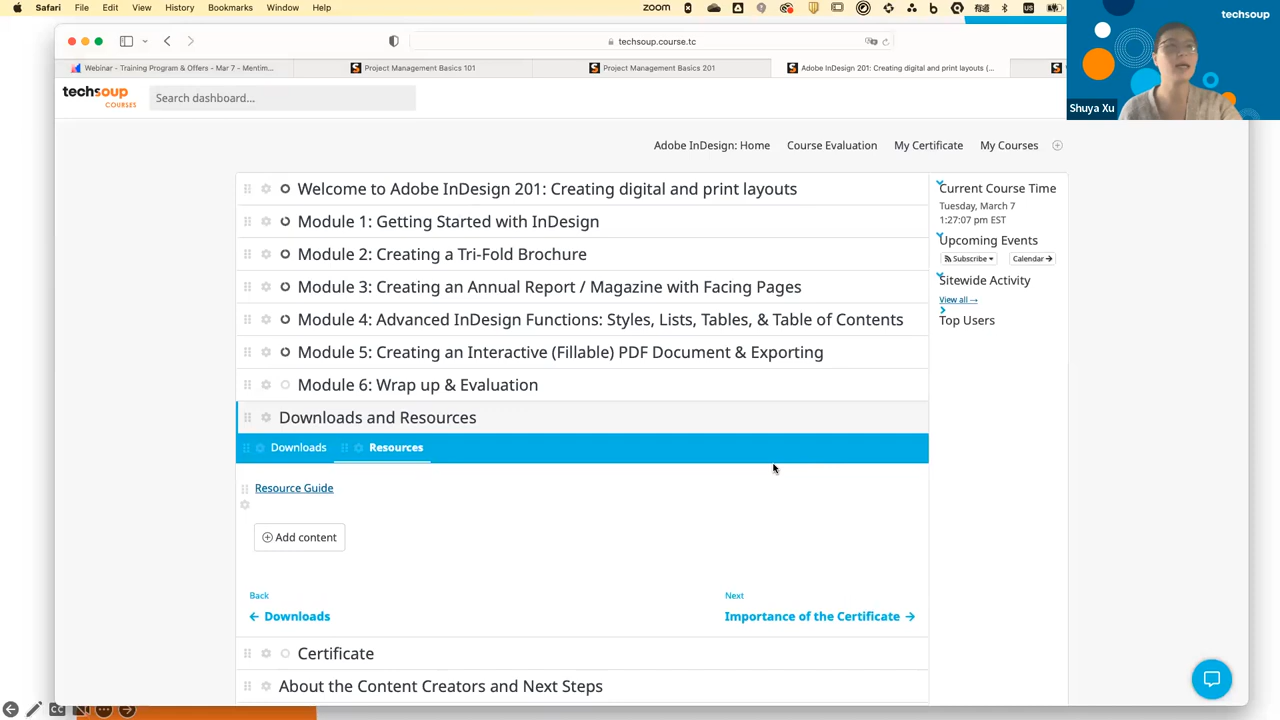 Safari File Edit View History Bookmarks Window Help
zoom
US
techsoup
techsoup.course.tc
Webinar - Training Program & Offers - Mar 7 - Mentim...
Project Management Basics 101
Project Management Basics 201
Adobe InDesign 201: Creating digital and print layouts (...
Shuya Xu
techsoup
COURSES
Search dashboard...
Adobe InDesign: Home Course Evaluation My Certificate My Courses
Welcome to Adobe InDesign 201: Creating digital and print layouts
Module 1: Getting Started with InDesign
Module 2: Creating a Tri-Fold Brochure
Module 3: Creating an Annual Report / Magazine with Facing Pages
Module 4: Advanced InDesign Functions: Styles, Lists, Tables, & Table of Contents
Module 5: Creating an Interactive (Fillable) PDF Document & Exporting
Module 6: Wrap up & Evaluation
Downloads and Resources
Downloads Resources
Resource Guide
Add content
Back
← Downloads
Next
Importance of the Certificate →
Certificate
About the Content Creators and Next Steps
Current Course Time
Tuesday, March 7
1:27:07 pm EST
Upcoming Events
Subscribe Calendar
Sitewide Activity
View all →
Top Users
CC